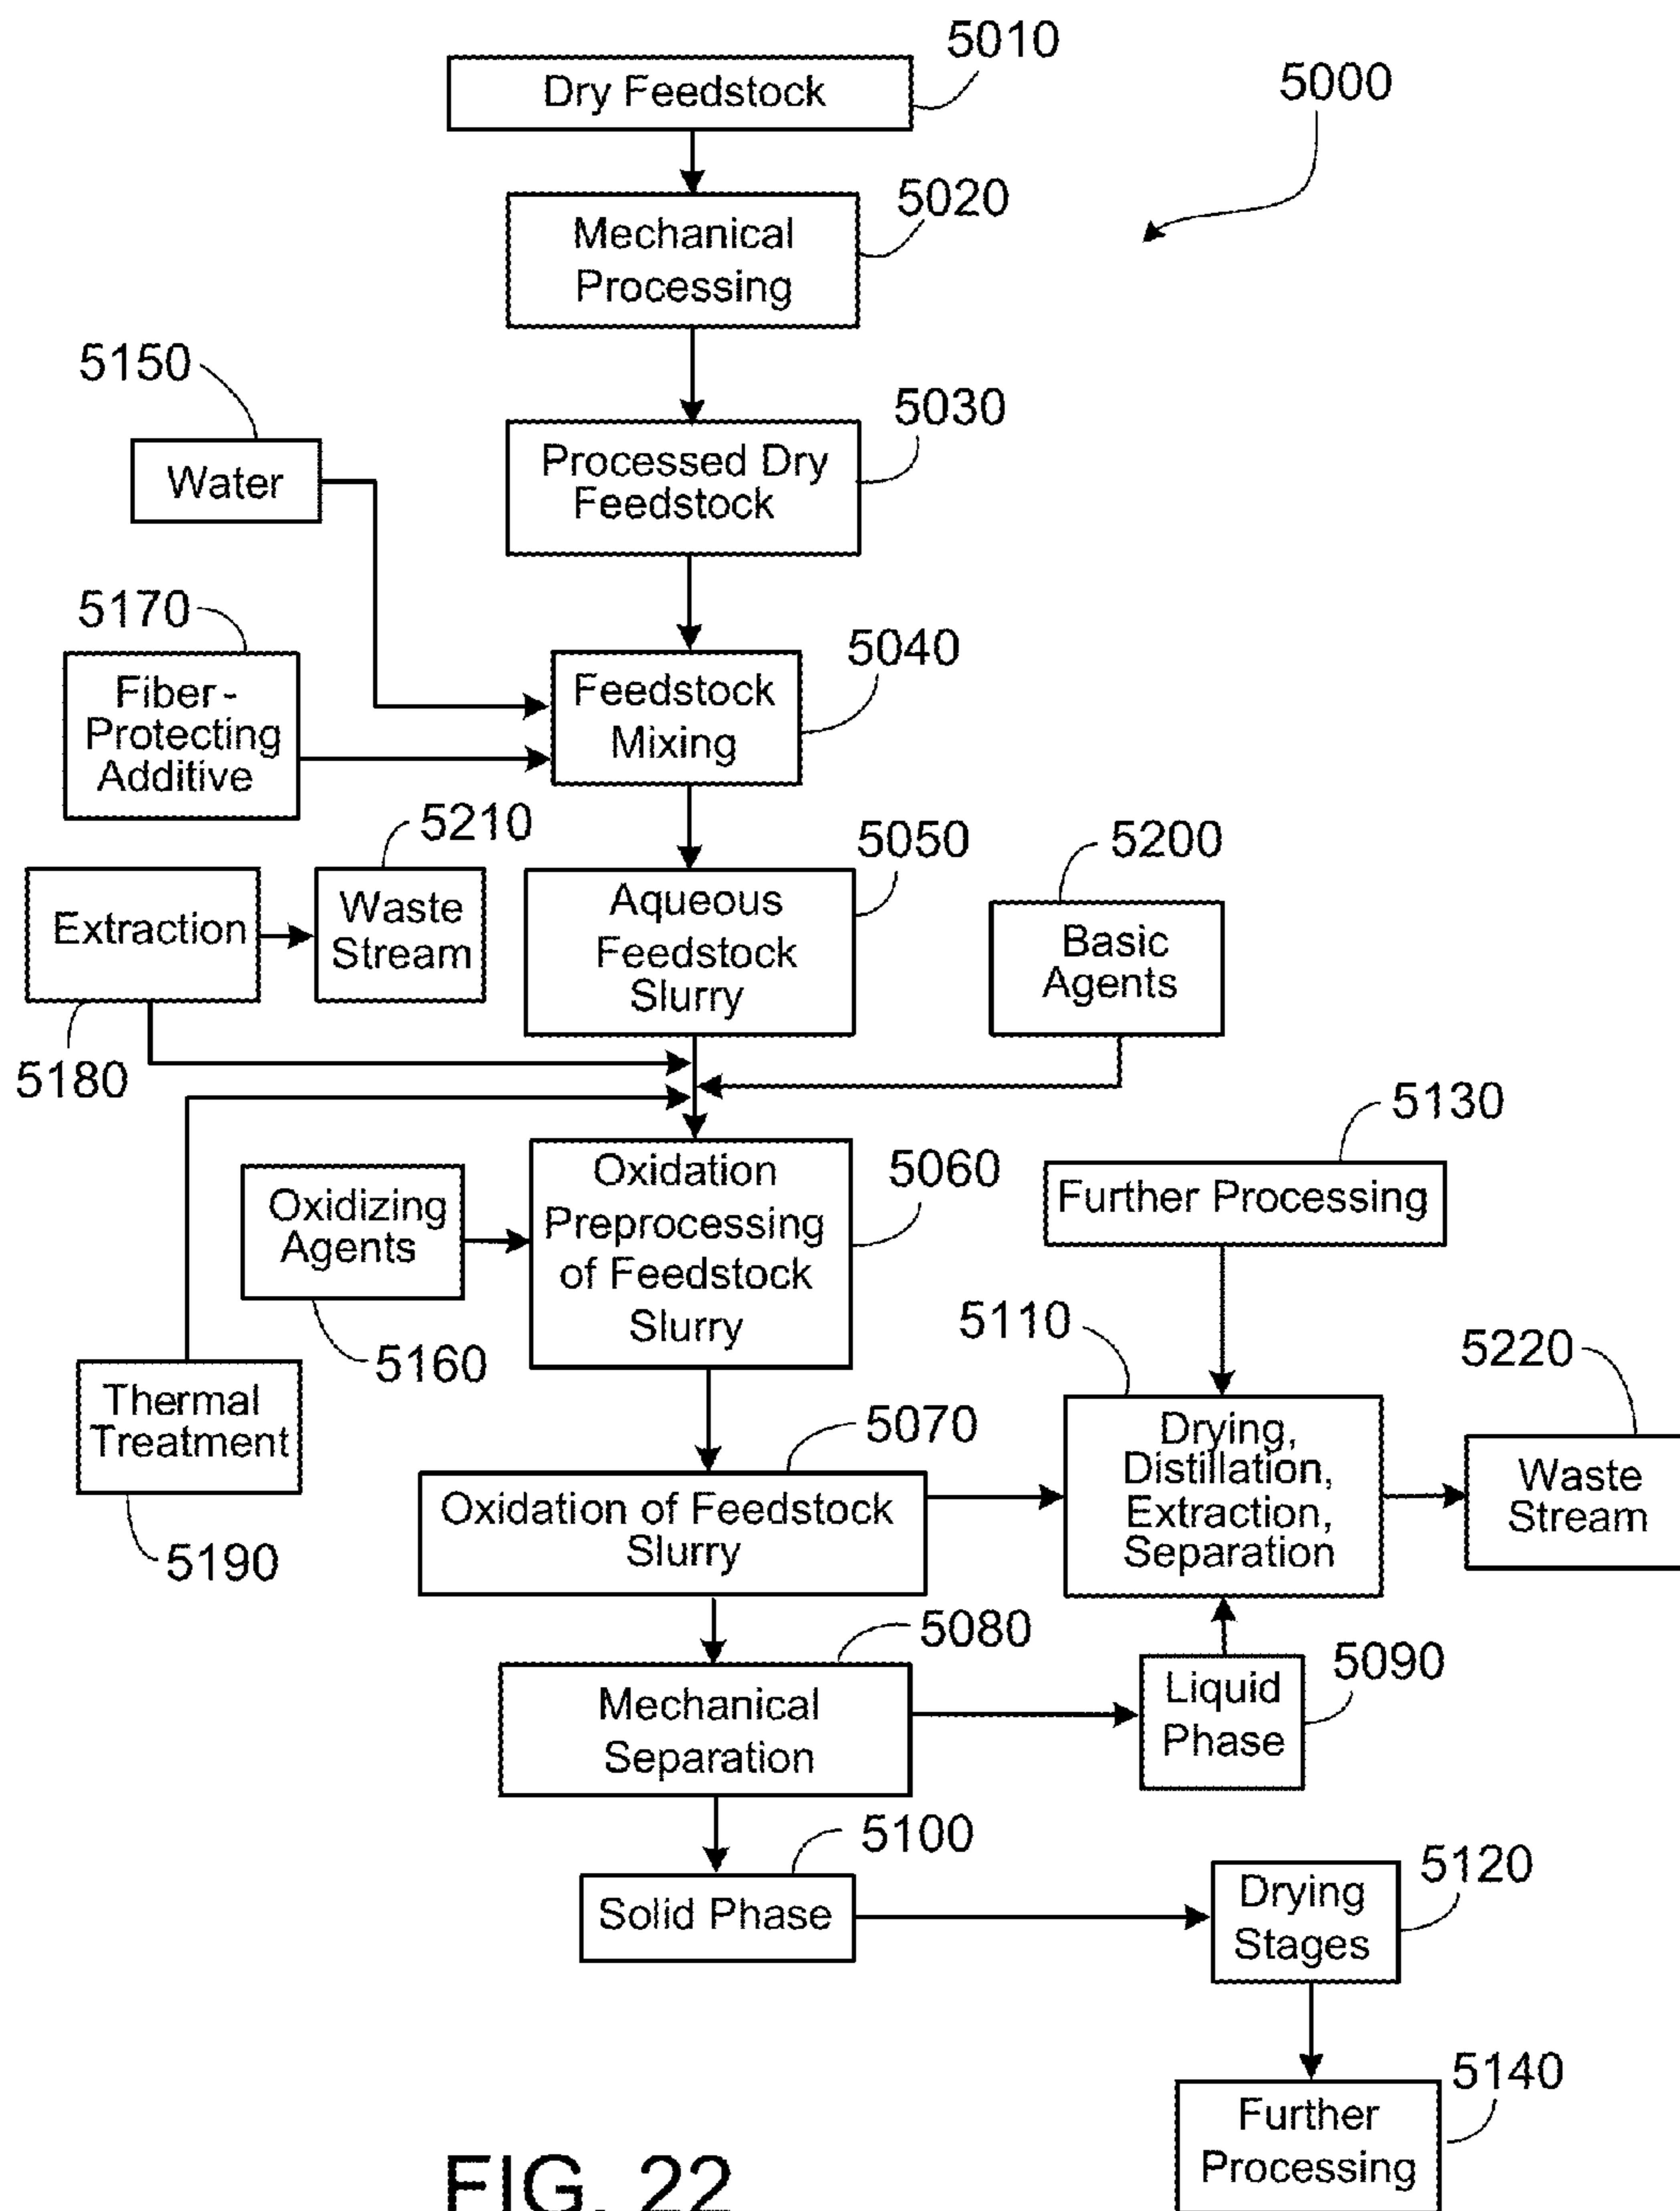 5010
Dry Feedstock
5000
5020
Mechanical
Processing
5150
5030
Water
Processed Dry
Feedstock
5170
5040
Fiber-
Protecting
Additive
Feedstock
Mixing
5210
5050
5200
Extraction
Waste
Stream
Aqueous
Feedstock
Slurry
Basic
Agents
5180
5130
5060
Oxidizing
Agents
Oxidation
Preprocessing
of Feedstock
Slurry
Further Processing
5160
5110
5220
Thermal
Treatment
5190
5070
Oxidation of Feedstock
Slurry
Drying,
Distillation,
Extraction,
Separation
Waste
Stream
5080
Mechanical
Separation
5090
Liquid
Phase
5100
Solid Phase
5120
Drying
Stages
5140
Further
Processing
FIG. 22